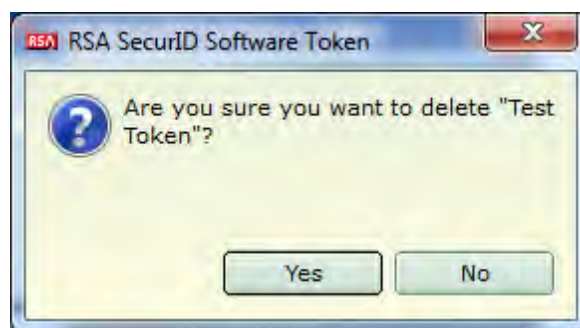 RSA RSA SecurID Software Token
Are you sure you want to delete "Test
Token"?
Yes No